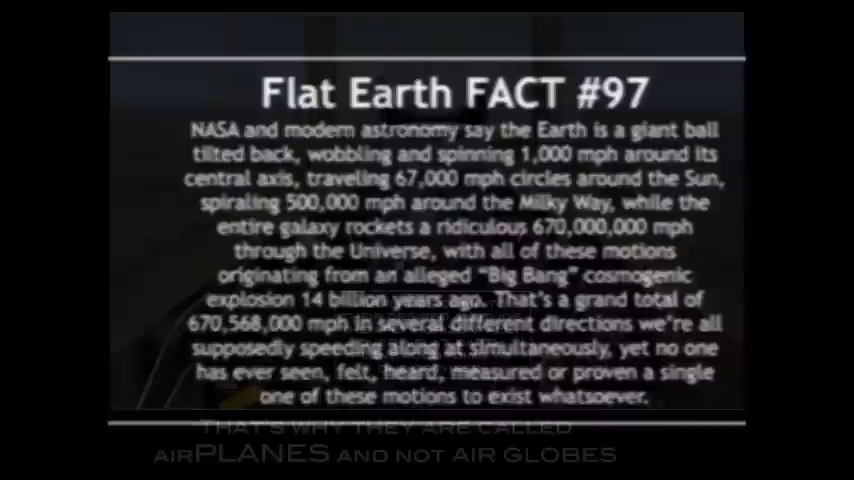 Flat Earth FACT #97
NASA and modern astronomy say the Earth is a giant ball
tilted back, wobbling and spinning 1,000 mph around its
central axis, traveling 67,000 mph circles around the Sun,
spiraling 500,000 mph around the Milky Way, while the
entire galaxy rockets a ridiculous 670,000,000 mph
through the Universe, with all of these motions
originating from an alleged "Big Bang" cosmogenic
explosion 14 billion years ago. That's a grand total of
670,568,000 mph in several different directions we're all
supposedly speeding along at simultaneously, yet no one
has ever seen, felt, heard, measured or proven a single
one of these motions to exist whatsoever.
THAT'S WHY THEY ARE CALLED
AIRPLANES AND NOT AIR GLOBES